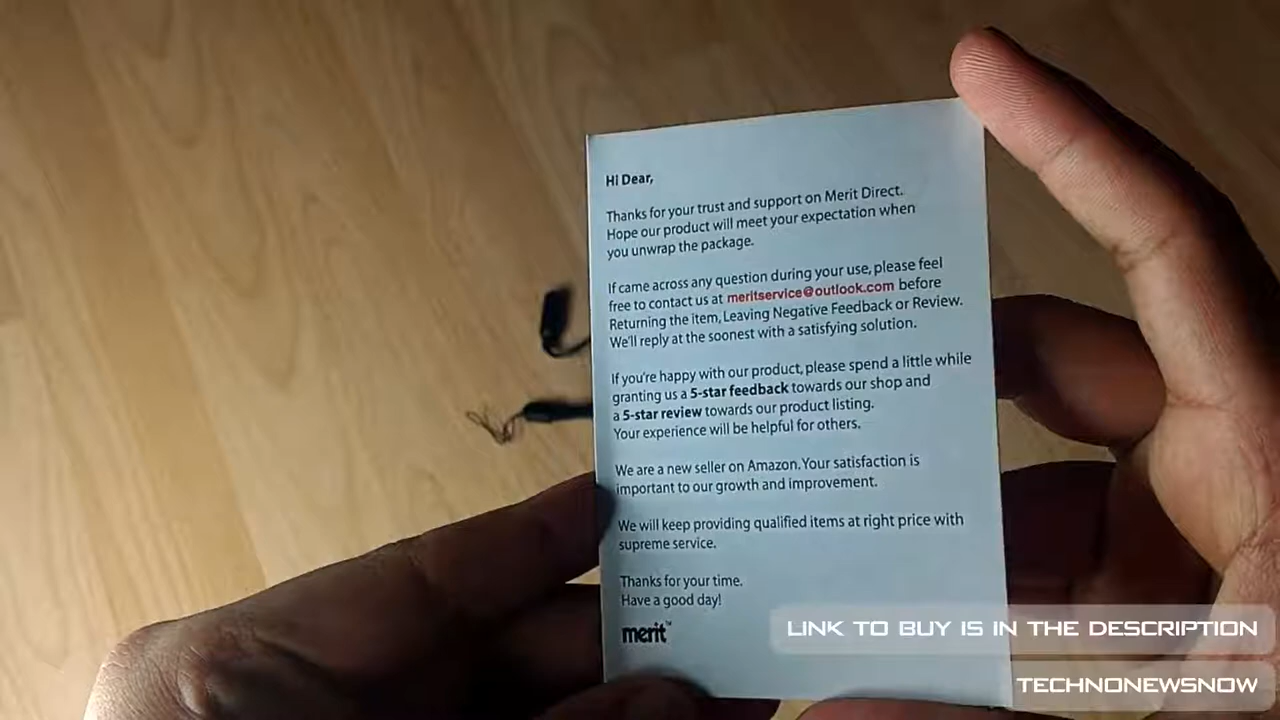 Hi Dear,
Thanks for your trust and support on Merit Direct.
Hope our product will meet your expectation when
you unwrap the package.
If came across any question during your use, please feel
free to contact us at meritservice@outlook.com before
Returning the item, Leaving Negative Feedback or Review.
We'll reply at the soonest with a satisfying solution.
If you're happy with our product, please spend a little while
granting us a 5-star feedback towards our shop and
a 5-star review towards our product listing.
Your experience will be helpful for others.
We are a new seller on Amazon. Your satisfaction is
important to our growth and improvement.
We will keep providing qualified items at right price with
supreme service.
Thanks for your time.
Have a good day!
merit™
LINK TO BUY IS IN THE DESCRIPTION
TECHNONEWSNOW